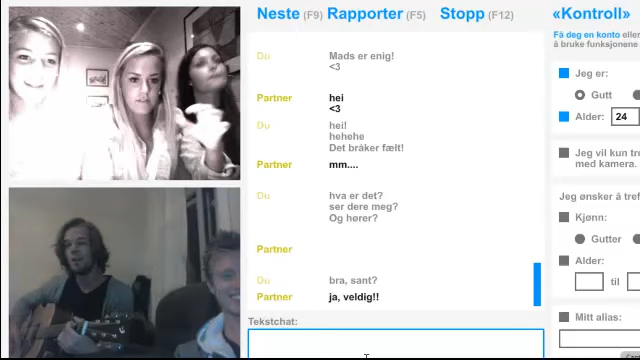 Neste (F9) Rapporter (F5) Stopp (F12)
«Kontroll»
Få deg en konto eller
å bruke funksjonene
Du Mads er enig!
<3
Partner hei
<3
Du hei!
hehehe
Det bråker fælt!
Partner mm....
Du hva er det?
ser dere meg?
Og hører?
Partner
Du bra, sant?
Partner ja, veldig!!
Tekstchat:
Jeg er:
Gutt
Alder: 24
Jeg vil kun
med kamera.
Jeg ønsker å
Kjønn:
Gutter
Alder:
til
Mitt alias: